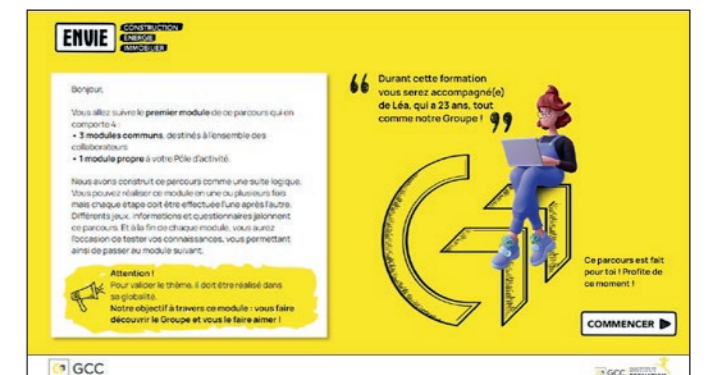 ENVIE
CONSTRUCTION
ÉNERGIE
IMMOBILIER
Bonjour,
Vous allez suivre le premier module de ce parcours qui en
comporte 4 :
• 3 modules communs, destinés à l'ensemble des
collaborateurs
• 1 module propre à votre Pôle d'activité.
Nous avons construit ce parcours comme une suite logique.
Vous pouvez réaliser ce module en une ou plusieurs fois
mais chaque étape doit être effectuée l'une après l'autre.
Différents jeux, informations et questionnaires jalonnent
ce parcours. Et à la fin de chaque module, vous aurez
l'occasion de tester vos connaissances, vous permettant
ainsi de passer au module suivant.
Attention !
Pour valider le thème, il doit être réalisé dans
sa globalité.
Notre objectif à travers ce module : vous faire
découvrir le Groupe et vous le faire aimer !
“ Durant cette formation
vous serez accompagné(e)
de Léa, qui a 23 ans, tout
comme notre Groupe ! ”
Ce parcours est fait
pour toi ! Profite de
ce moment !
COMMENCER
GCC
GCC INSTITUT